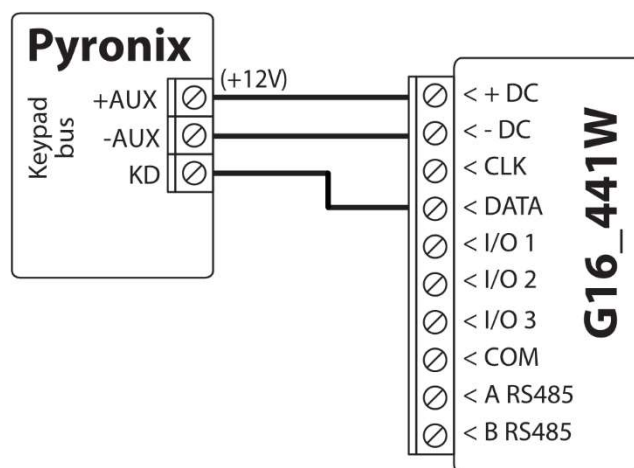 Pyronix
Keypad bus
+AUX
(+12V)
-AUX
KD
< + DC
< - DC
< CLK
< DATA
< I/O 1
< I/O 2
< I/O 3
< COM
< A RS485
< B RS485
G16_441W